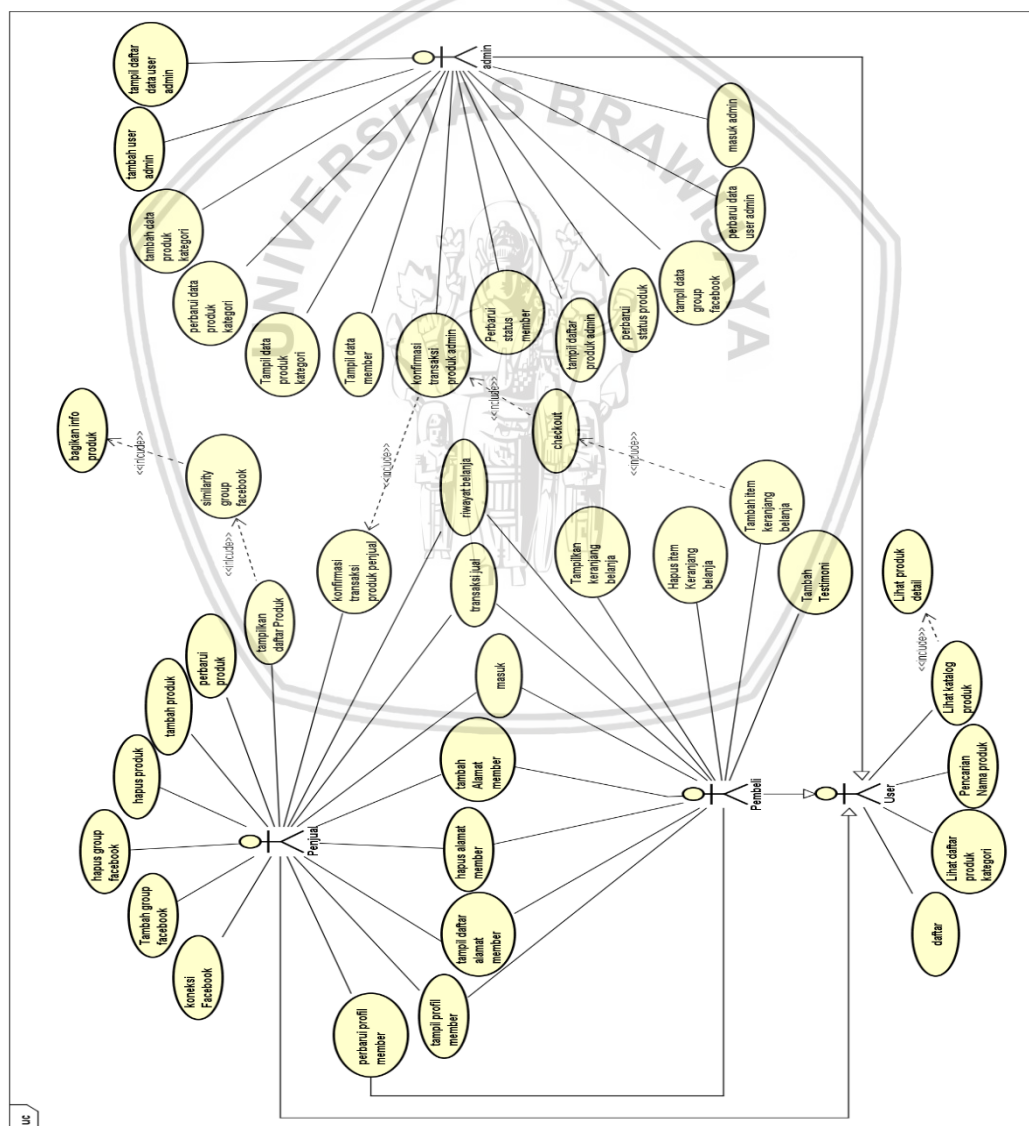 uc
koneksi
Facebook
Tambah group
facebook
hapus group
facebook
hapus produk
tambah produk
perbarui
produk
tampilkan
daftar Produk
<<include>>
similarity
group
facebook
<<include>>
bagikan info
produk
Penjual
perbarui profil
member
tampil profil
member
tampil daftar
alamat
member
hapus alamat
member
tambah
Alamat
member
masuk
konfirmasi
transaksi
produk penjual
<<include>>
transaksi jual
riwayat belanja
Pembeli
Tampilkan
keranjang
belanja
Hapus item
Keranjang
belanja
Tambah item
keranjang
belanja
Tambah
Testimoni
<<include>>
checkout
<<include>>
User
daftar
Lihat daftar
produk
kategori
Pencarian
Nama produk
Lihat katalog
produk
<<include>>
Lihat produk
detail
admin
tampil daftar
data user
admin
tambah user
admin
tambah data
produk
kategori
perbarui data
produk
kategori
Tampil data
produk
kategori
Tampil data
member
konfirmasi
transaksi
produk admin
Perbarui
status
member
tampil daftar
produk admin
perbarui
status produk
tampil data
group
facebook
perbarui data
user admin
masuk admin
UNIVERSITAS BRAWIJAYA